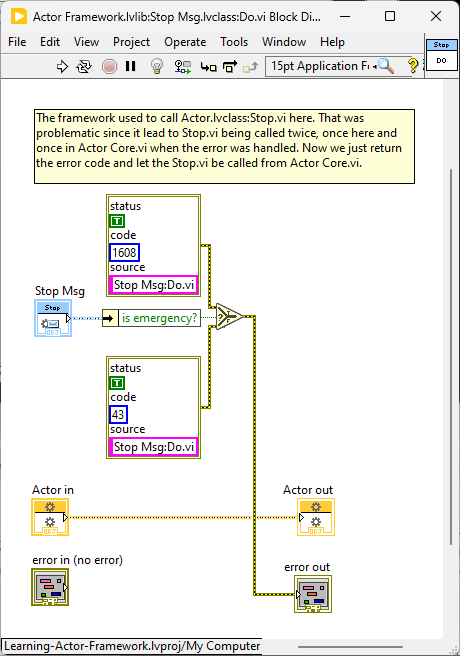 Actor Framework.lvlib:Stop Msg.lvclass:Do.vi Block Di...
File Edit View Project Operate Tools Window Help
15pt Application F
?
Stop
DO
The framework used to call Actor.lvclass:Stop.vi here. That was
problematic since it lead to Stop.vi being called twice, once here and
once in Actor Core.vi when the error was handled. Now we just return
the error code and let the Stop.vi be called from Actor Core.vi.
status
T
code
1608
source
Stop Msg:Do.vi
Stop Msg
Stop
OBJ
is emergency?
?
T
F
status
T
code
43
source
Stop Msg:Do.vi
Actor in
OBJ
Actor out
OBJ
error in (no error)
error out
Learning-Actor-Framework.lvproj/My Computer